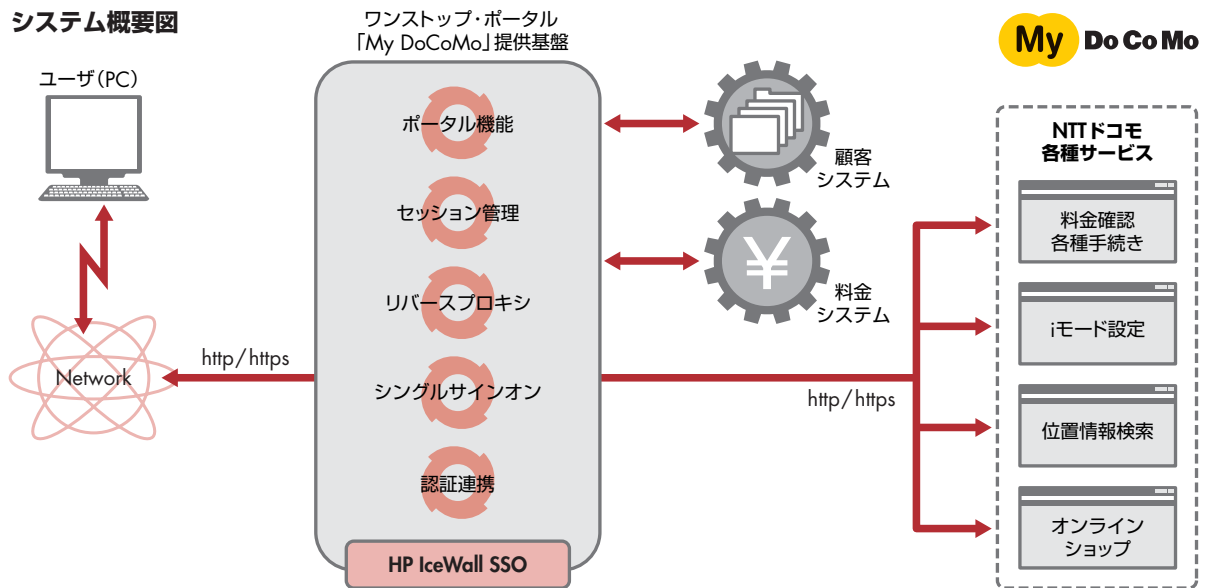 システム概要図
ワンストップ・ポータル
「My DoCoMo」提供基盤
My DoCoMo
ユーザ(PC)
Network
http/https
ポータル機能
セッション管理
リバースプロキシ
シングルサインオン
認証連携
HP IceWall SSO
顧客
システム
¥
料金
システム
http/https
NTTドコモ
各種サービス
料金確認
各種手続き
iモード設定
位置情報検索
オンライン
ショップ